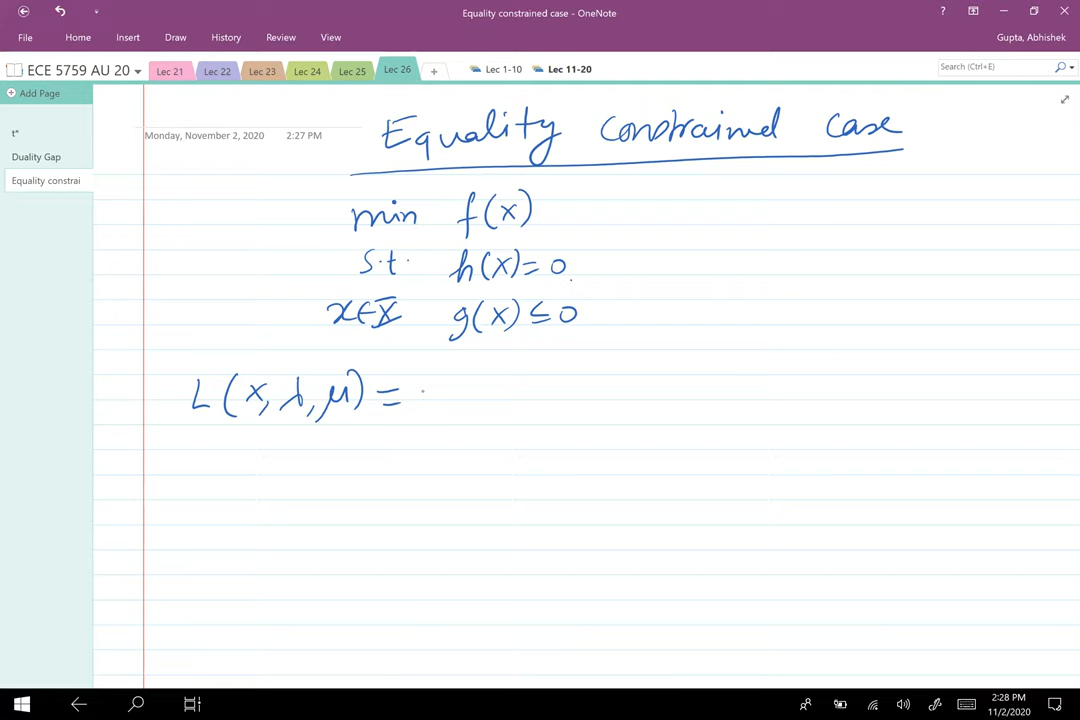 Equality constrained case - OneNote
?
File Home Insert Draw History Review View
Gupta, Abhishek
ECE 5759 AU 20 Lec 21 Lec 22 Lec 23 Lec 24 Lec 25 Lec 26 + Lec 1-10 Lec 11-20
Search (Ctrl+E)
+ Add Page
t*
Duality Gap
Equality constrai
Monday, November 2, 2020 2:27 PM
Equality constrained case
min f(x)
s.t. h(x)=0
x∈X g(x)≤0
L(x, λ, μ) =
2:28 PM
11/2/2020